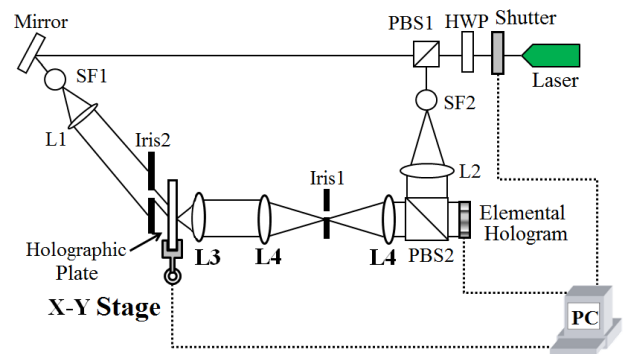 Mirror
PBS1
HWP
Shutter
SF1
Laser
SF2
L1
Iris2
L2
Iris1
Elemental
Hologram
Holographic
Plate
L3
L4
L4
PBS2
X-Y Stage
PC